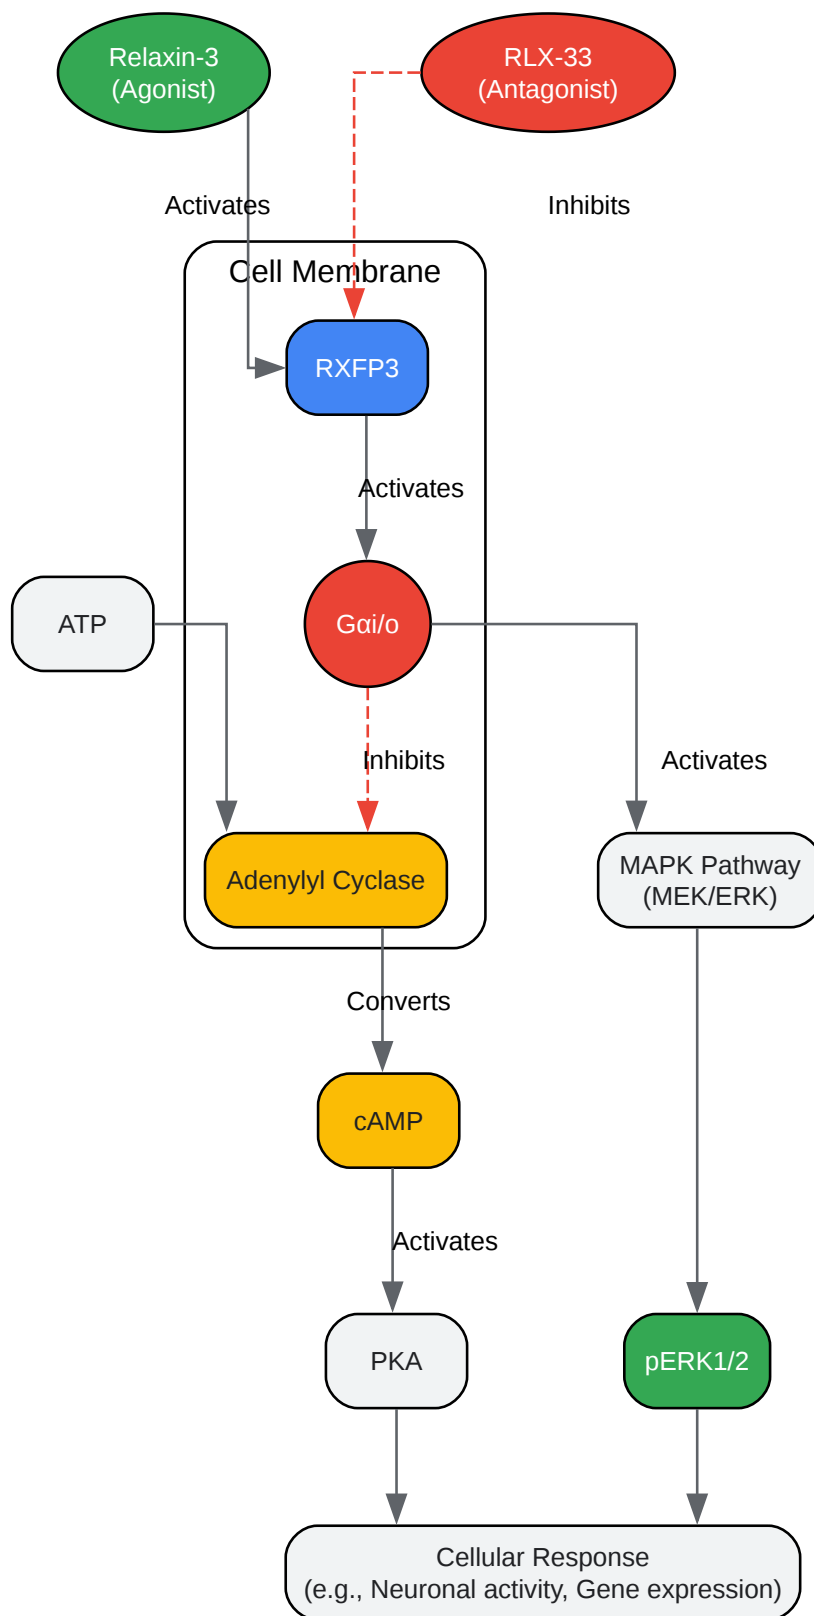 Relaxin-3
(Agonist)
RLX-33
(Antagonist)
Activates
Inhibits
Cell Membrane
RXFP3
Activates
ATP
Gαi/o
Inhibits
Activates
Adenylyl Cyclase
MAPK Pathway
(MEK/ERK)
Converts
cAMP
Activates
PKA
pERK1/2
Cellular Response
(e.g., Neuronal activity, Gene expression)